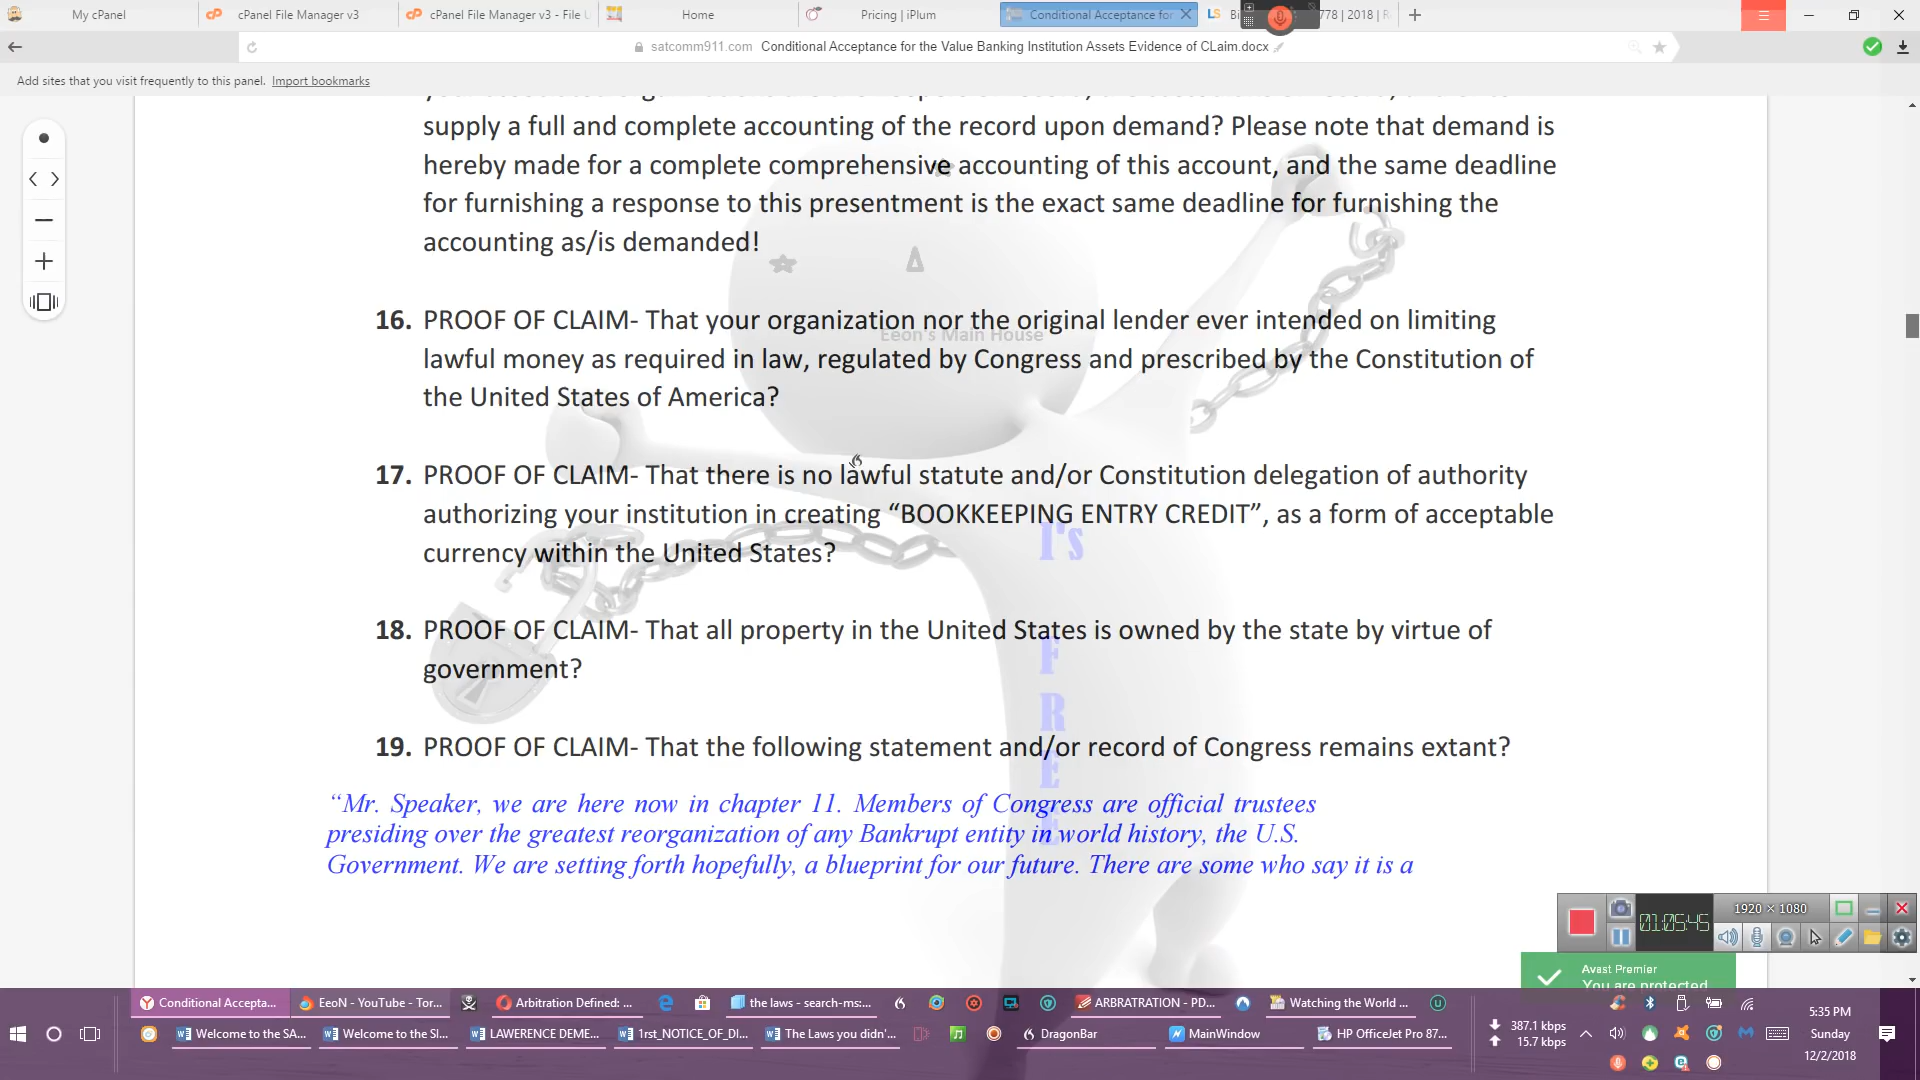 My cPanel
cPanel File Manager v3
cPanel File Manager v3 - File
Home
Pricing | iPlum
Conditional Acceptance for
778 | 2018 |
satcomm911.com Conditional Acceptance for the Value Banking Institution Assets Evidence of CLaim.docx
Add sites that you visit frequently to this panel. Import bookmarks
supply a full and complete accounting of the record upon demand? Please note that demand is
hereby made for a complete comprehensive accounting of this account, and the same deadline
for furnishing a response to this presentment is the exact same deadline for furnishing the
accounting as/is demanded!
Eeon's Main House
16. PROOF OF CLAIM- That your organization nor the original lender ever intended on limiting
lawful money as required in law, regulated by Congress and prescribed by the Constitution of
the United States of America?
17. PROOF OF CLAIM- That there is no lawful statute and/or Constitution delegation of authority
authorizing your institution in creating “BOOKKEEPING ENTRY CREDIT”, as a form of acceptable
currency within the United States?
I's
FREE
18. PROOF OF CLAIM- That all property in the United States is owned by the state by virtue of
government?
19. PROOF OF CLAIM- That the following statement and/or record of Congress remains extant?
“Mr. Speaker, we are here now in chapter 11. Members of Congress are official trustees
presiding over the greatest reorganization of any Bankrupt entity in world history, the U.S.
Government. We are setting forth hopefully, a blueprint for our future. There are some who say it is a
1920 × 1080
01:05:45
Avast Premier
You are protected
Conditional Accepta...
EeoN - YouTube - Tor...
Arbitration Defined: ...
the laws - search-ms:...
ARBRATRATION - PD...
Watching the World ...
Welcome to the SA...
Welcome to the SI...
LAWERENCE DEME...
1rst_NOTICE_OF_DI...
The Laws you didn'...
DragonBar
MainWindow
HP OfficeJet Pro 87...
387.1 kbps
15.7 kbps
5:35 PM
Sunday
12/2/2018